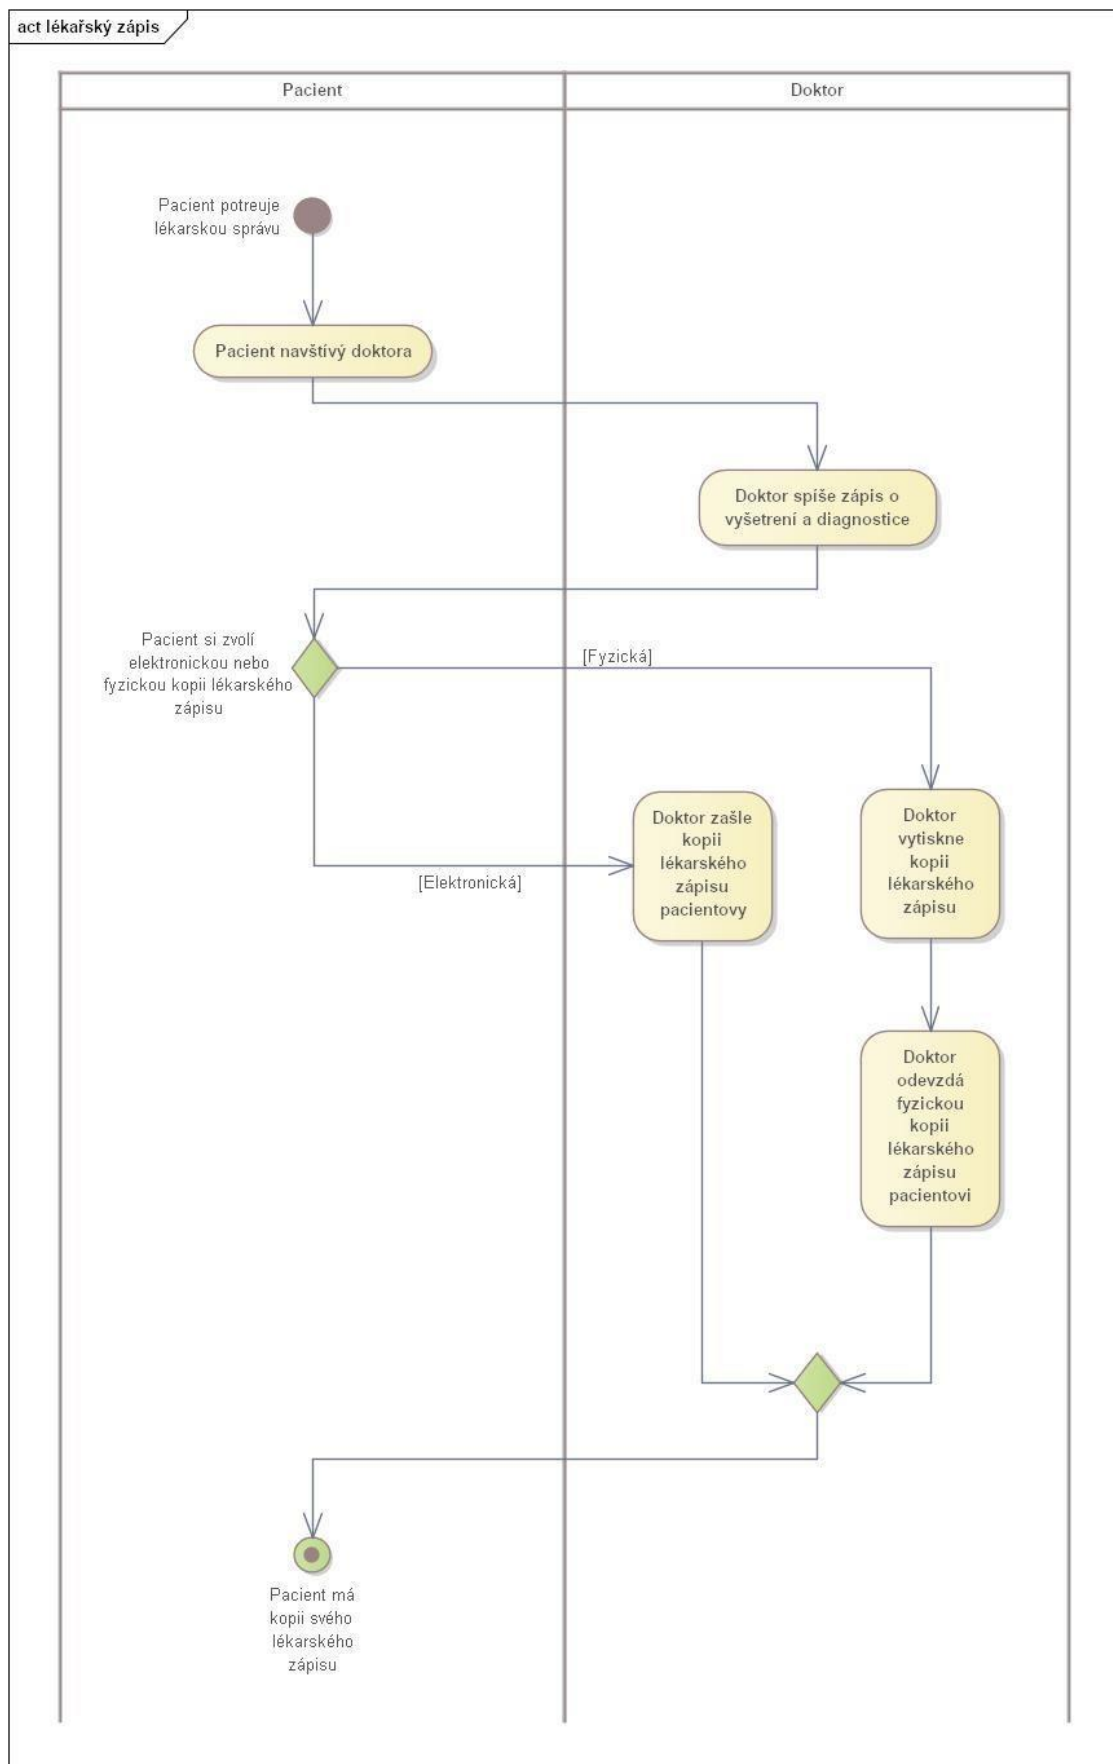 act lékařský zápis
Pacient
Doktor
Pacient potreuje
lékarskou správu
Pacient navštívý doktora
Doktor spíše zápis o
vyšetrení a diagnostice
Pacient si zvolí
elektronickou nebo
fyzickou kopii lékarského
zápisu
[Fyzická]
[Elektronická]
Doktor zašle
kopii
lékarského
zápisu
pacientovy
Doktor
vytiskne
kopii
lékarského
zápisu
Doktor
odevzdá
fyzickou
kopii
lékarského
zápisu
pacientovi
Pacient má
kopii svého
lékarského
zápisu